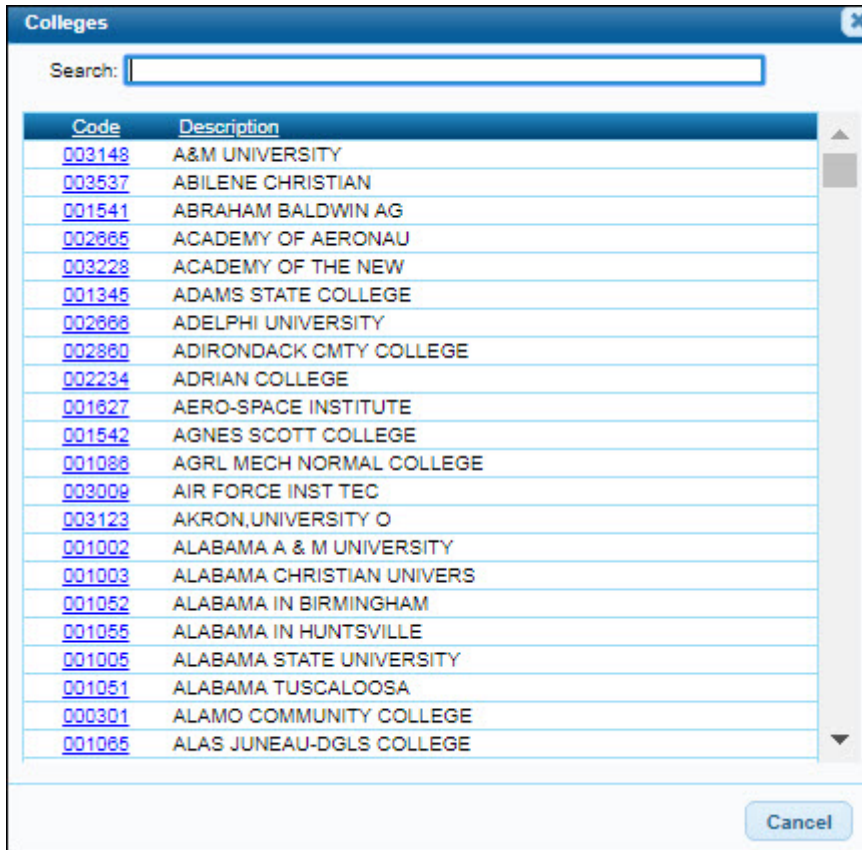 Colleges
Search:
Code Description
003148 A&M UNIVERSITY
003537 ABILENE CHRISTIAN
001541 ABRAHAM BALDWIN AG
002665 ACADEMY OF AERONAU
003228 ACADEMY OF THE NEW
001345 ADAMS STATE COLLEGE
002666 ADELPHI UNIVERSITY
002860 ADIRONDACK CMTY COLLEGE
002234 ADRIAN COLLEGE
001627 AERO-SPACE INSTITUTE
001542 AGNES SCOTT COLLEGE
001086 AGRL MECH NORMAL COLLEGE
003009 AIR FORCE INST TEC
003123 AKRON,UNIVERSITY O
001002 ALABAMA A & M UNIVERSITY
001003 ALABAMA CHRISTIAN UNIVERS
001052 ALABAMA IN BIRMINGHAM
001055 ALABAMA IN HUNTSVILLE
001005 ALABAMA STATE UNIVERSITY
001051 ALABAMA TUSCALOOSA
000301 ALAMO COMMUNITY COLLEGE
001065 ALAS JUNEAU-DGLS COLLEGE
Cancel